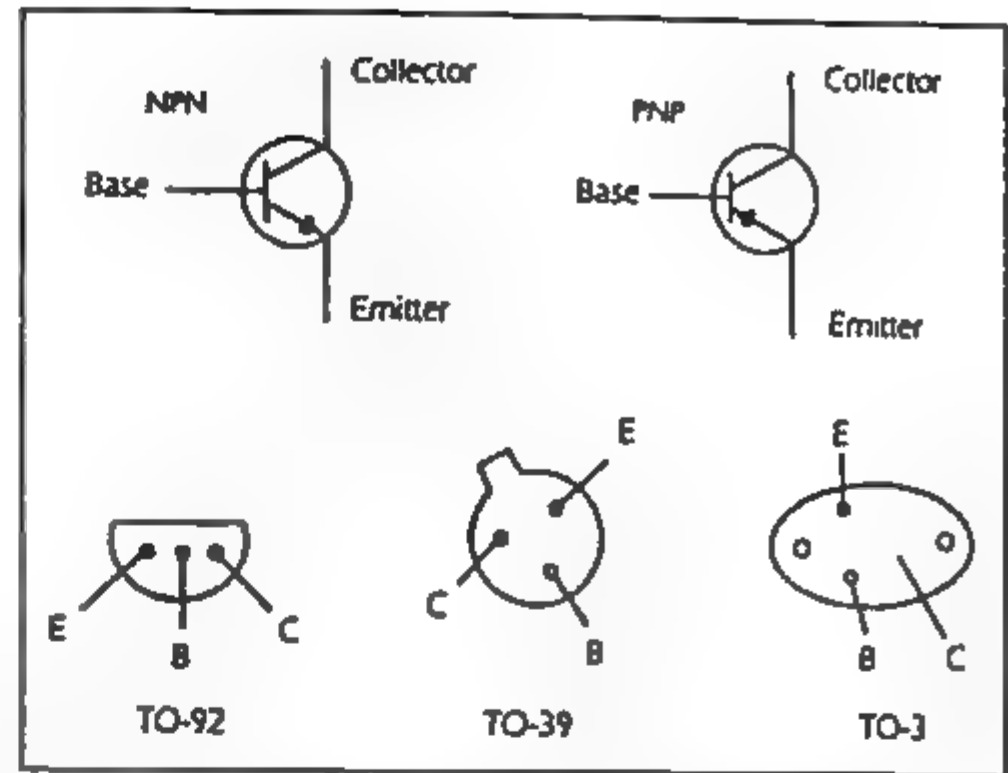 NPN
Collector
Base
Emitter
PNP
Collector
Base
Emitter
E
B
C
TO-92
E
C
B
TO-39
E
B
C
TO-3